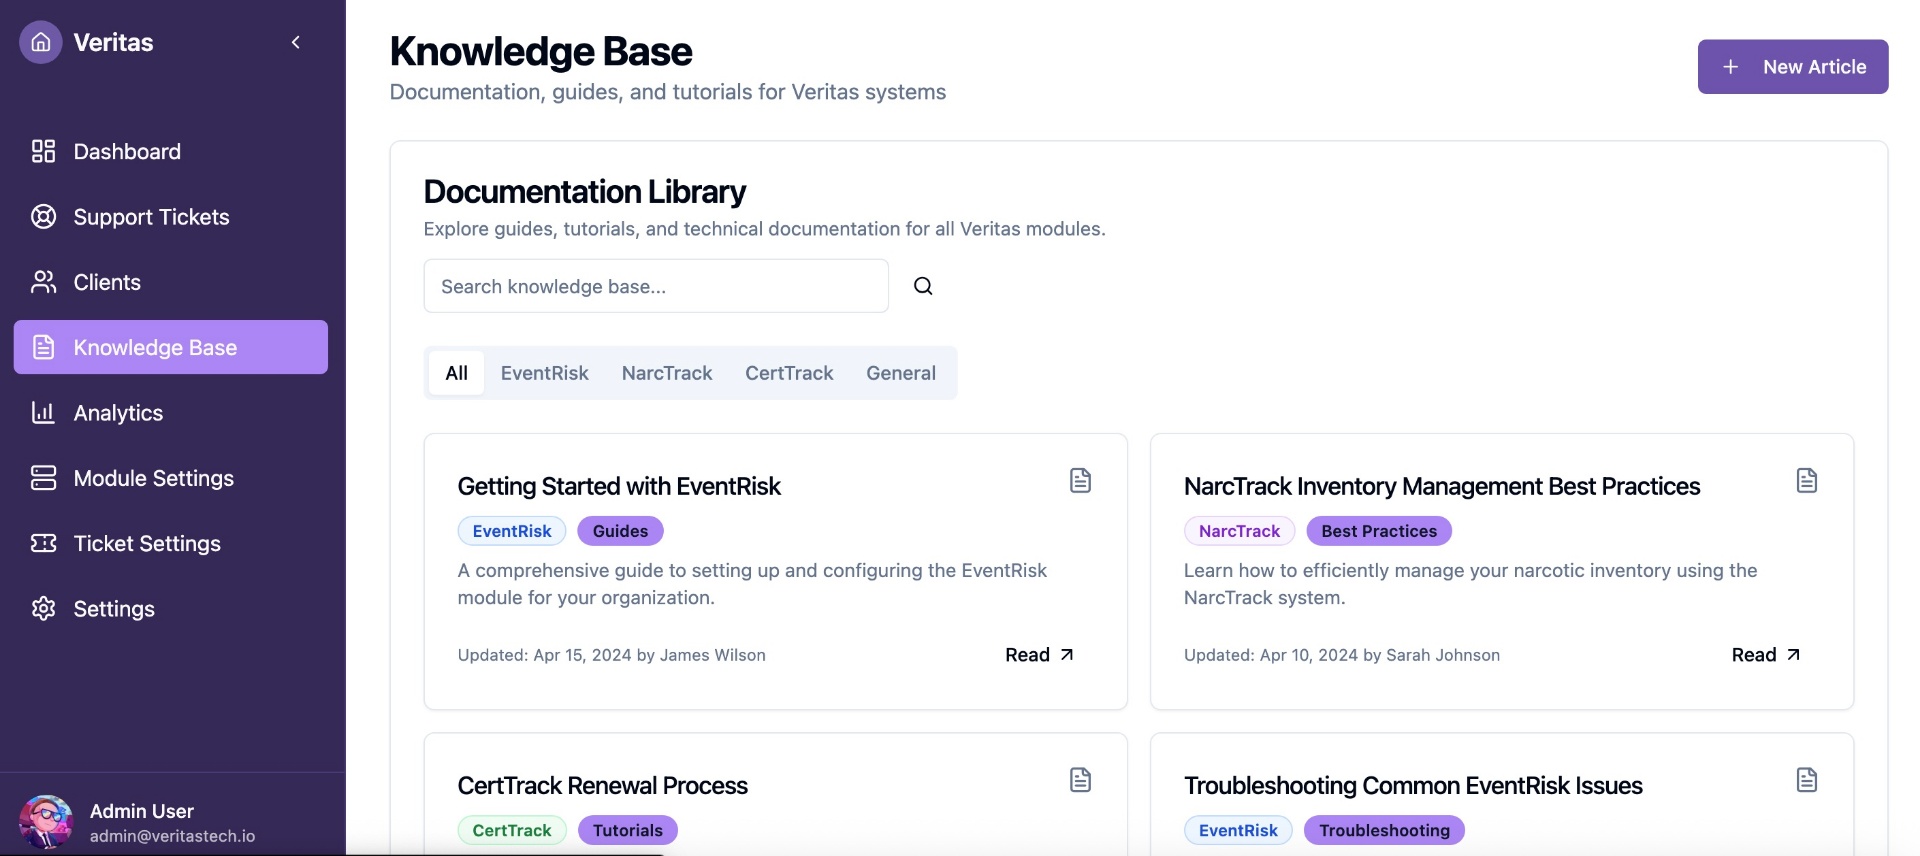 Veritas
Dashboard
Support Tickets
Clients
Knowledge Base
Analytics
Module Settings
Ticket Settings
Settings
Admin User
admin@veritastech.io
Knowledge Base
Documentation, guides, and tutorials for Veritas systems
New Article
Documentation Library
Explore guides, tutorials, and technical documentation for all Veritas modules.
Search knowledge base...
All EventRisk NarcTrack CertTrack General
Getting Started with EventRisk
EventRisk Guides
A comprehensive guide to setting up and configuring the EventRisk
module for your organization.
Updated: Apr 15, 2024 by James Wilson
Read
NarcTrack Inventory Management Best Practices
NarcTrack Best Practices
Learn how to efficiently manage your narcotic inventory using the
NarcTrack system.
Updated: Apr 10, 2024 by Sarah Johnson
Read
CertTrack Renewal Process
CertTrack Tutorials
Troubleshooting Common EventRisk Issues
EventRisk Troubleshooting